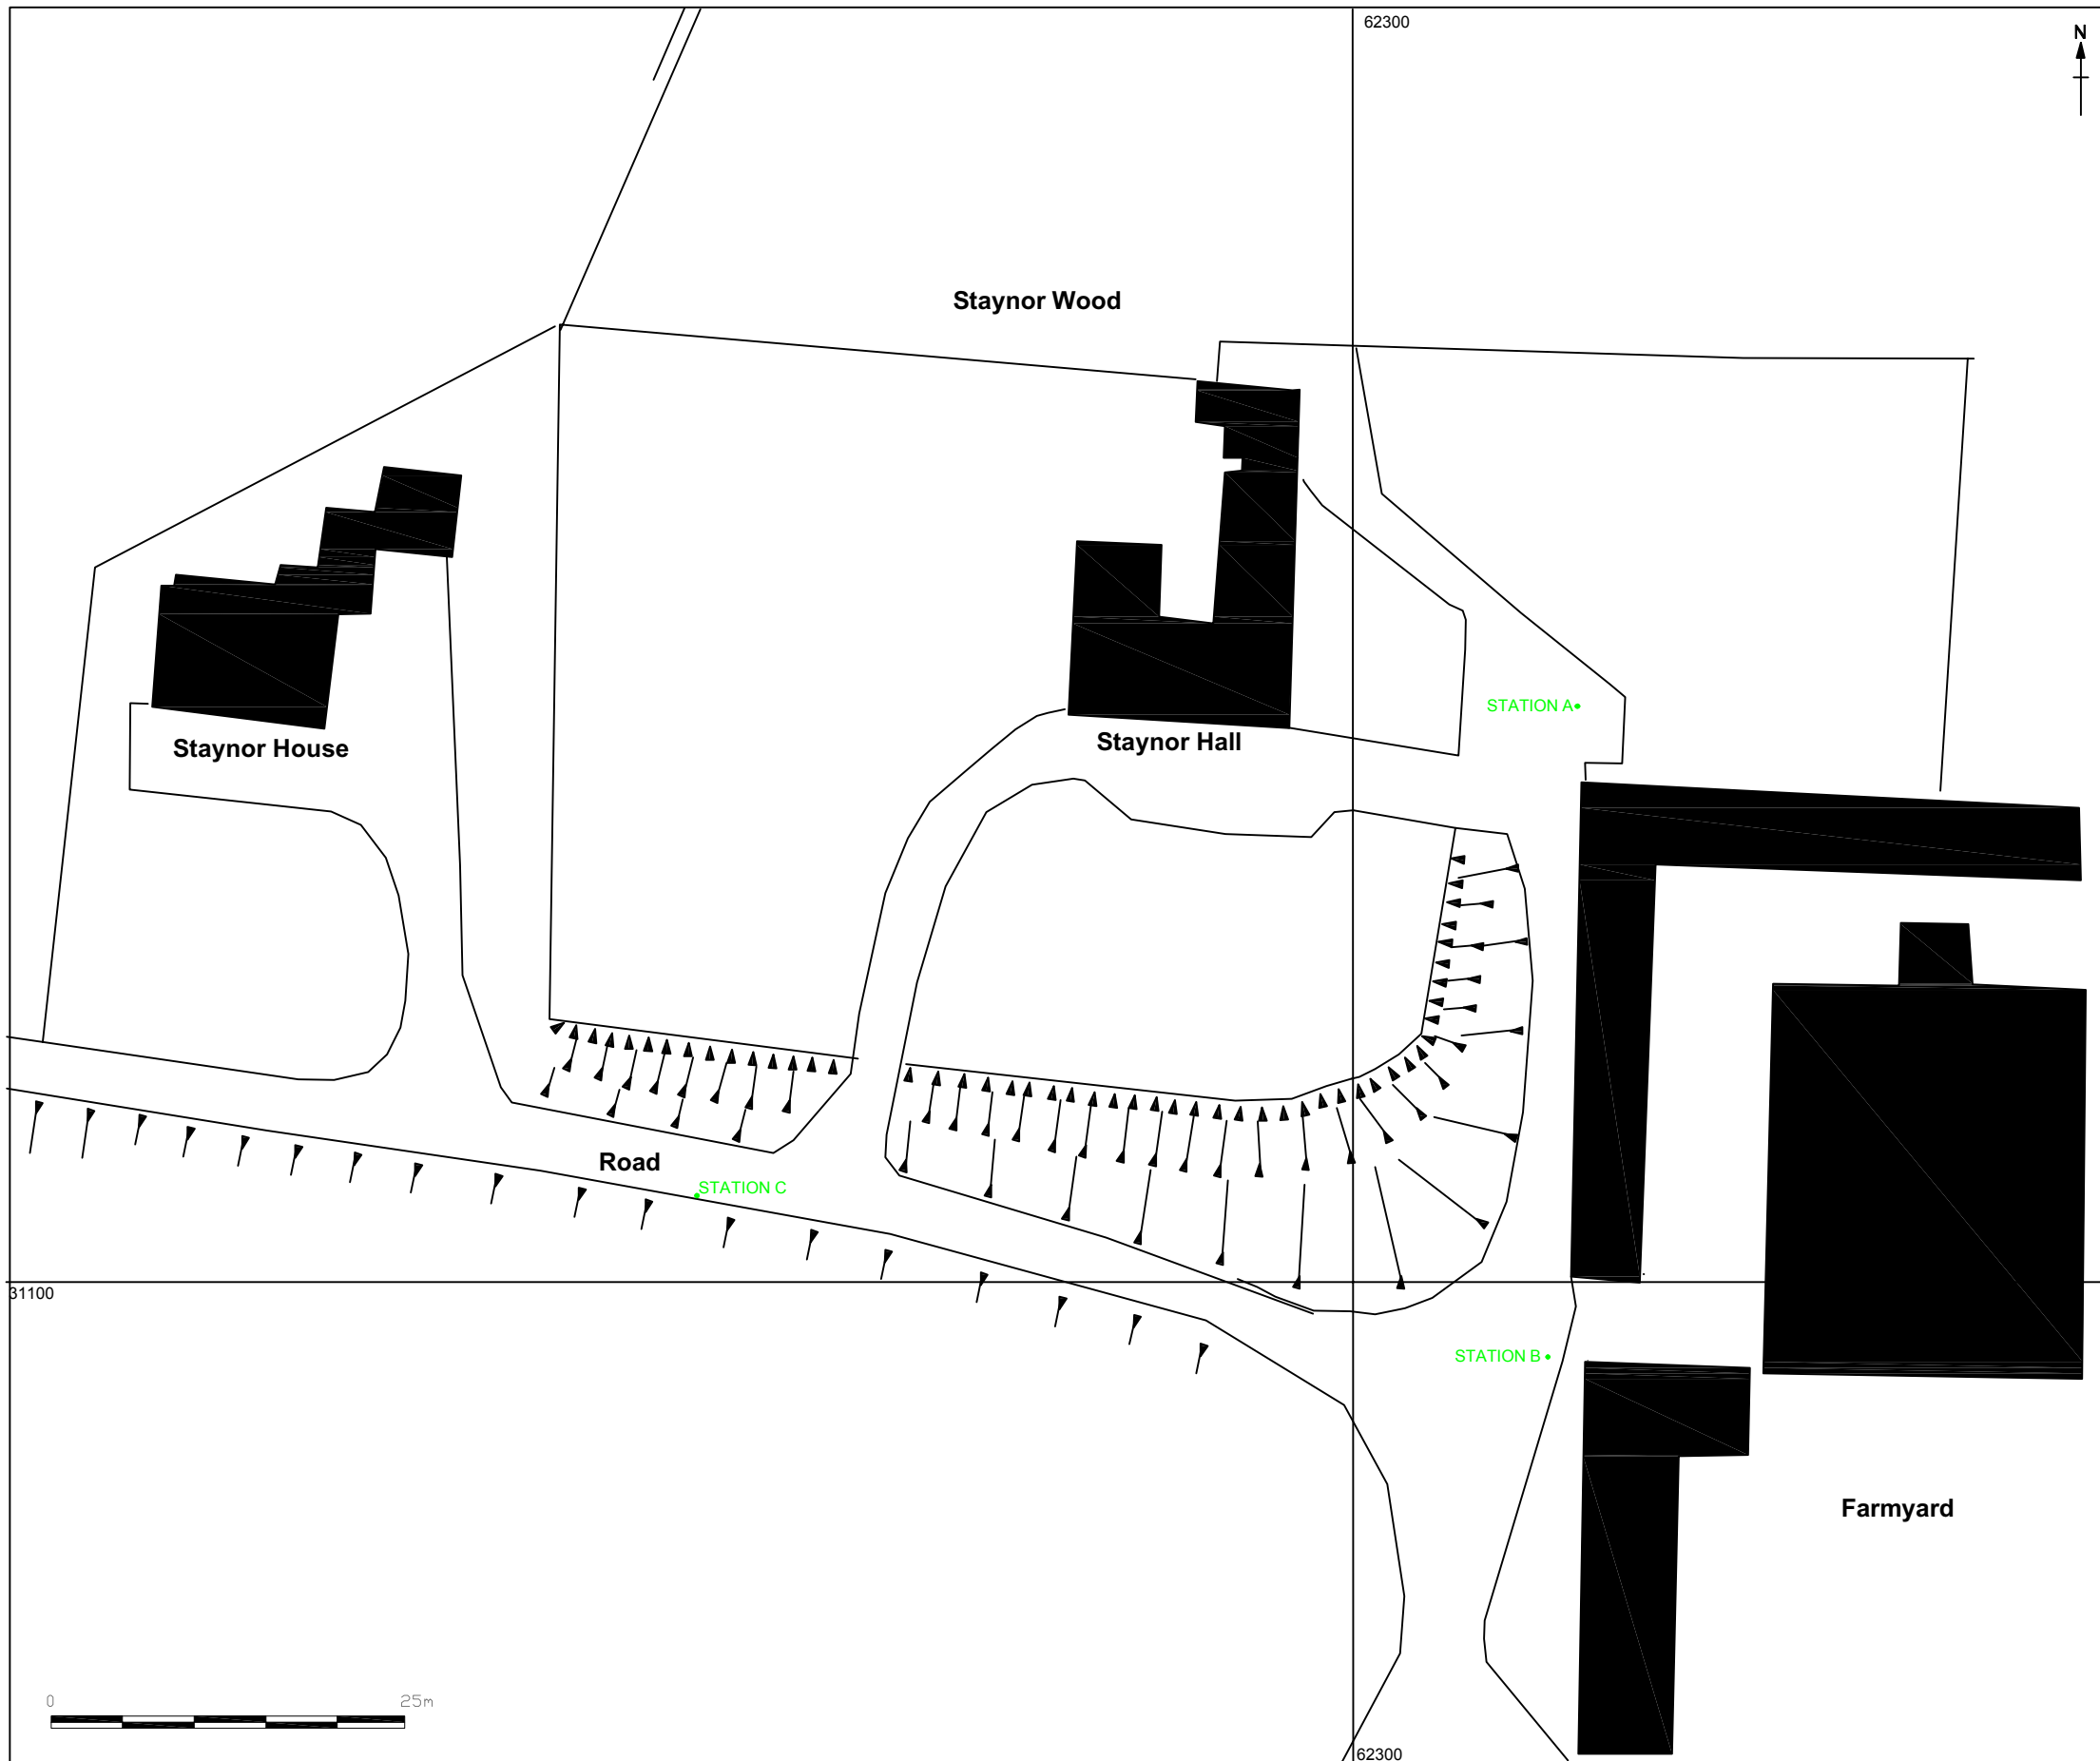 62300
N
Staynor Wood
STATION A
Staynor House
Staynor Hall
Road
STATION C
31100
STATION B
Farmyard
0 25m
62300